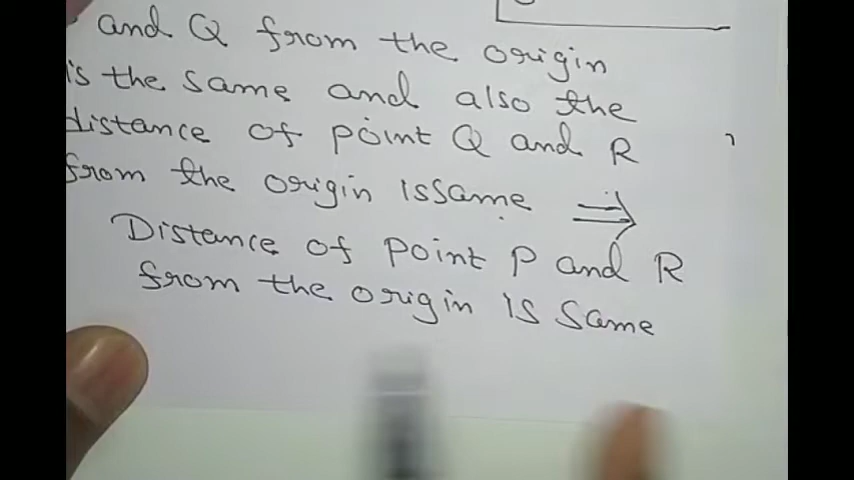 and Q from the origin
is the same and also the
distance of point Q and R
from the origin issame ⇒
Distance of point P and R
from the origin is same